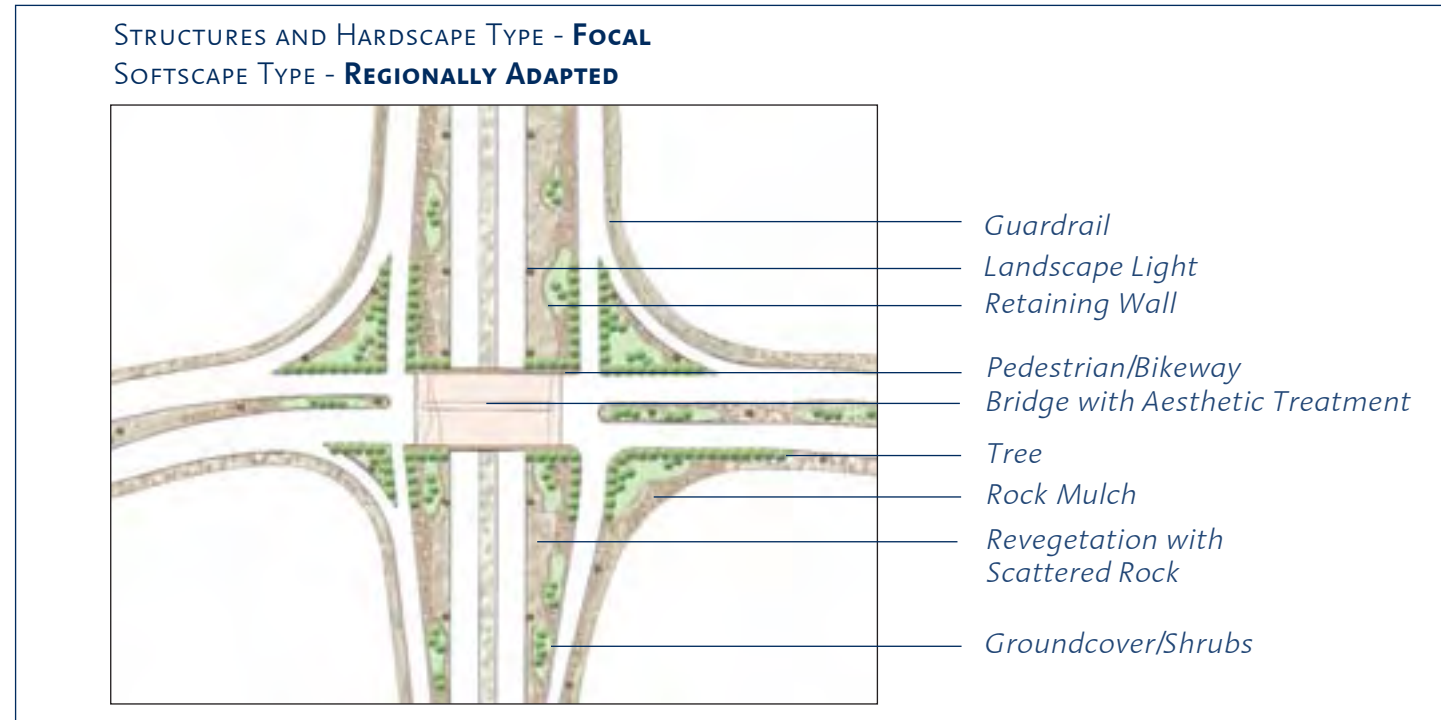 Structures and Hardscape Type - Focal
Softscape Type - Regionally Adapted
Guardrail
Landscape Light
Retaining Wall
Pedestrian/Bikeway
Bridge with Aesthetic Treatment
Tree
Rock Mulch
Revegetation with
Scattered Rock
Groundcover/Shrubs